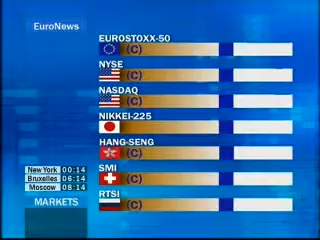 EuroNews
EUROSTOXX-50
(C)
NYSE
(C)
NASDAQ
(C)
NIKKEI-225
(C)
HANG-SENG
(C)
SMI
(C)
RTSI
(C)
New York 00:14
Bruxelles 06:14
Moscow 08:14
MARKETS